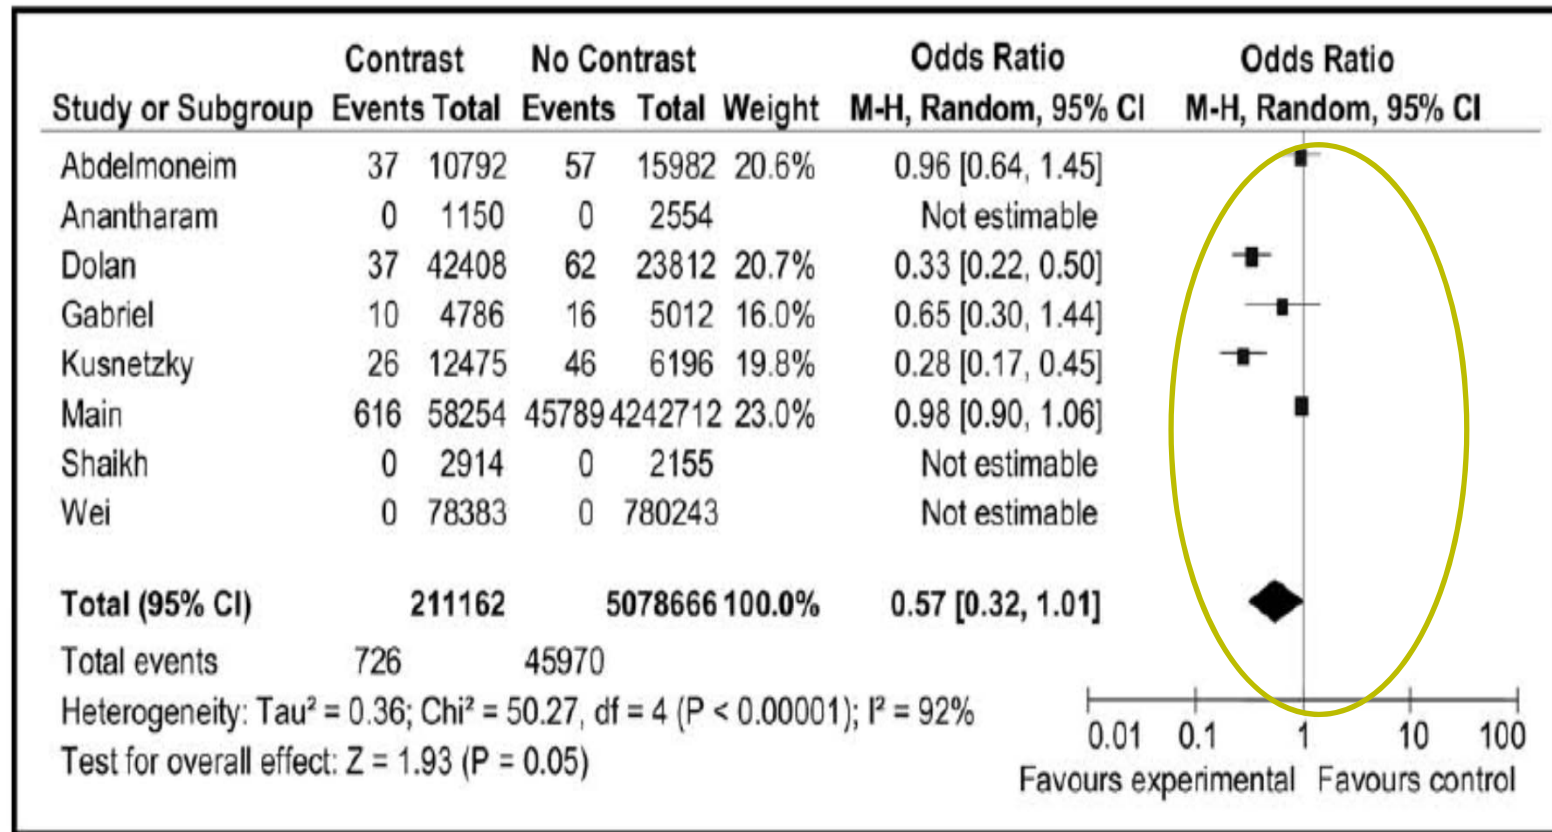 Contrast No Contrast Odds Ratio Odds Ratio
Study or Subgroup Events Total Events Total Weight M-H, Random, 95% CI M-H, Random, 95% CI
Abdelmoneim 37 10792 57 15982 20.6% 0.96 [0.64, 1.45]
Anantharam 0 1150 0 2554 Not estimable
Dolan 37 42408 62 23812 20.7% 0.33 [0.22, 0.50]
Gabriel 10 4786 16 5012 16.0% 0.65 [0.30, 1.44]
Kusnetzky 26 12475 46 6196 19.8% 0.28 [0.17, 0.45]
Main 616 58254 45789 4242712 23.0% 0.98 [0.90, 1.06]
Shaikh 0 2914 0 2155 Not estimable
Wei 0 78383 0 780243 Not estimable
Total (95% CI) 211162 5078666 100.0% 0.57 [0.32, 1.01]
Total events 726 45970
Heterogeneity: Tau² = 0.36; Chi² = 50.27, df = 4 (P < 0.00001); I² = 92%
Test for overall effect: Z = 1.93 (P = 0.05)
0.01 0.1 1 10 100
Favours experimental Favours control